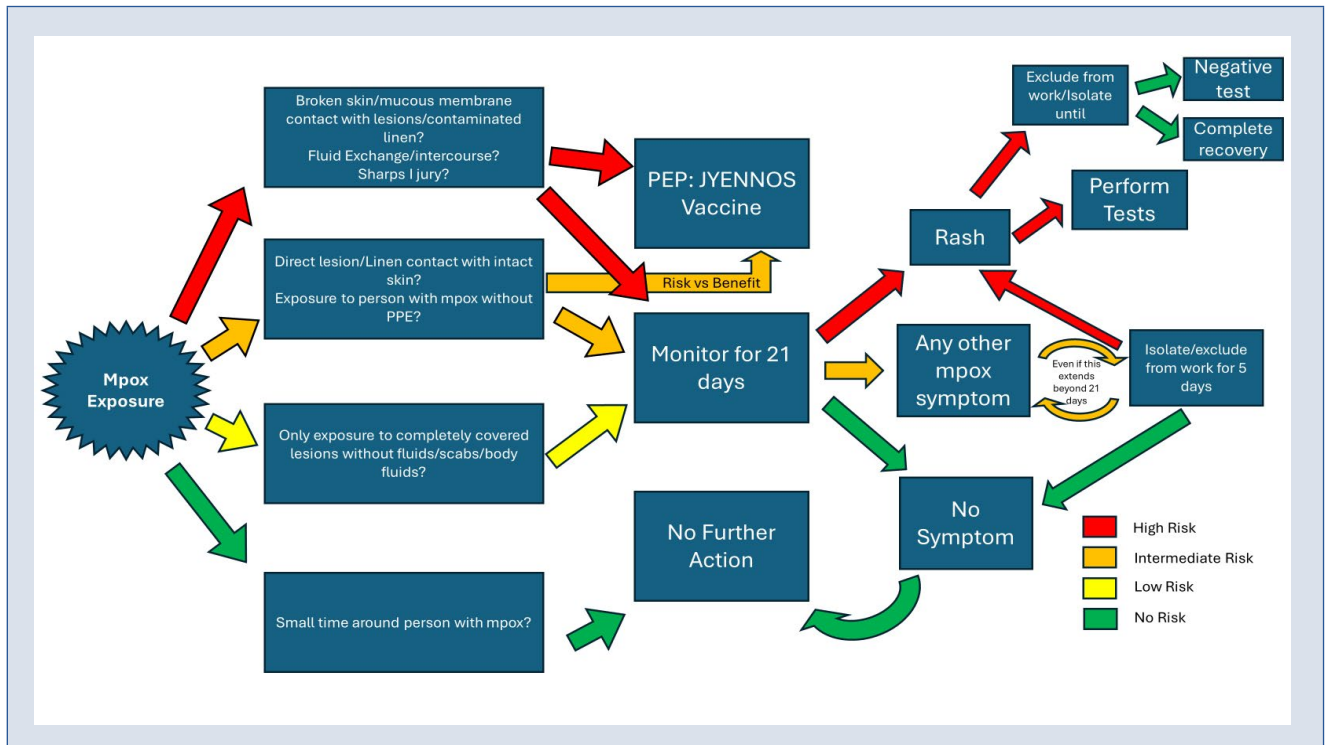 Mpox
Exposure
Broken skin/mucous membrane
contact with lesions/contaminated
linen?
Fluid Exchange/intercourse?
Sharps I jury?
Direct lesion/Linen contact with intact
skin?
Exposure to person with mpox without
PPE?
Only exposure to completely covered
lesions without fluids/scabs/body
fluids?
Small time around person with mpox?
PEP: JYENNOS
Vaccine
Risk vs Benefit
Monitor for 21
days
No Further
Action
Rash
Any other
mpox
symptom
No
Symptom
Exclude from
work/Isolate
until
Negative
test
Complete
recovery
Perform
Tests
Even if this
extends
beyond 21
days
Isolate/exclude
from work for 5
days
High Risk
Intermediate Risk
Low Risk
No Risk